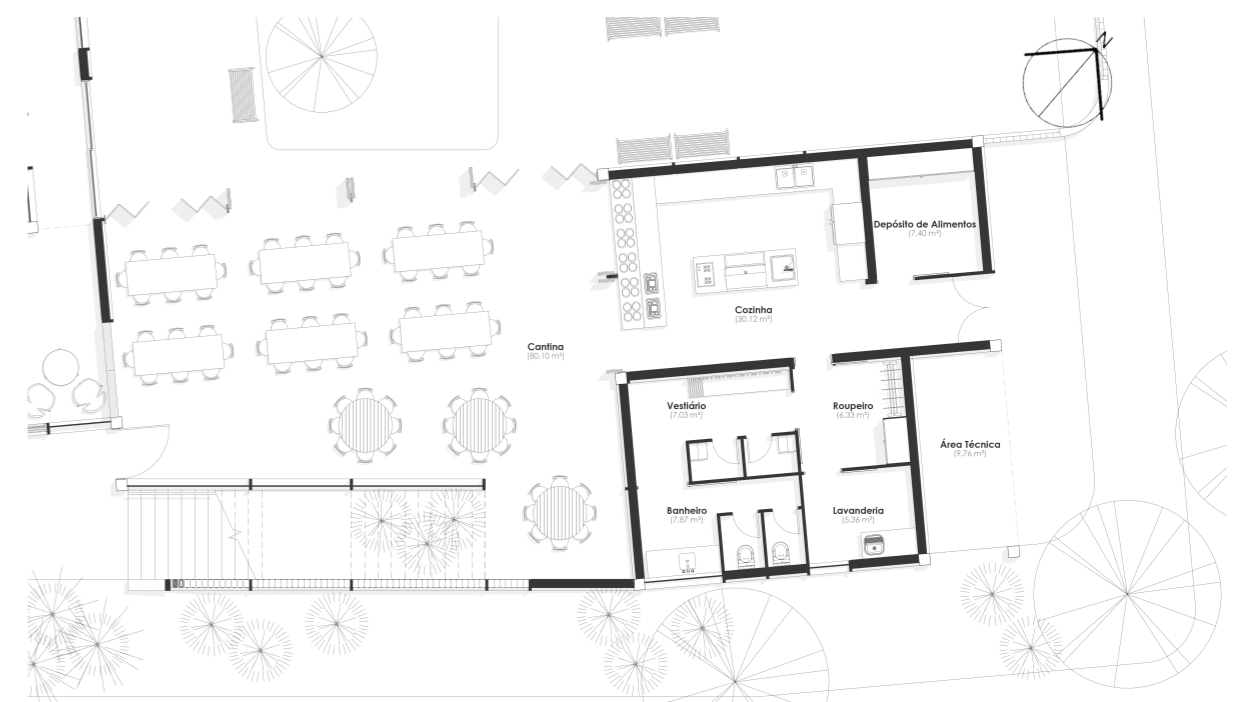 N
Depósito de Alimentos
(7.40 m²)
Cozinha
(30.12 m²)
Cantina
(80,10 m²)
Vestiário
(7.03 m²)
Roupeiro
(6.33 m²)
Área Técnica
(9.76 m²)
Banheiro
(7.87 m²)
Lavanderia
(5.36 m²)